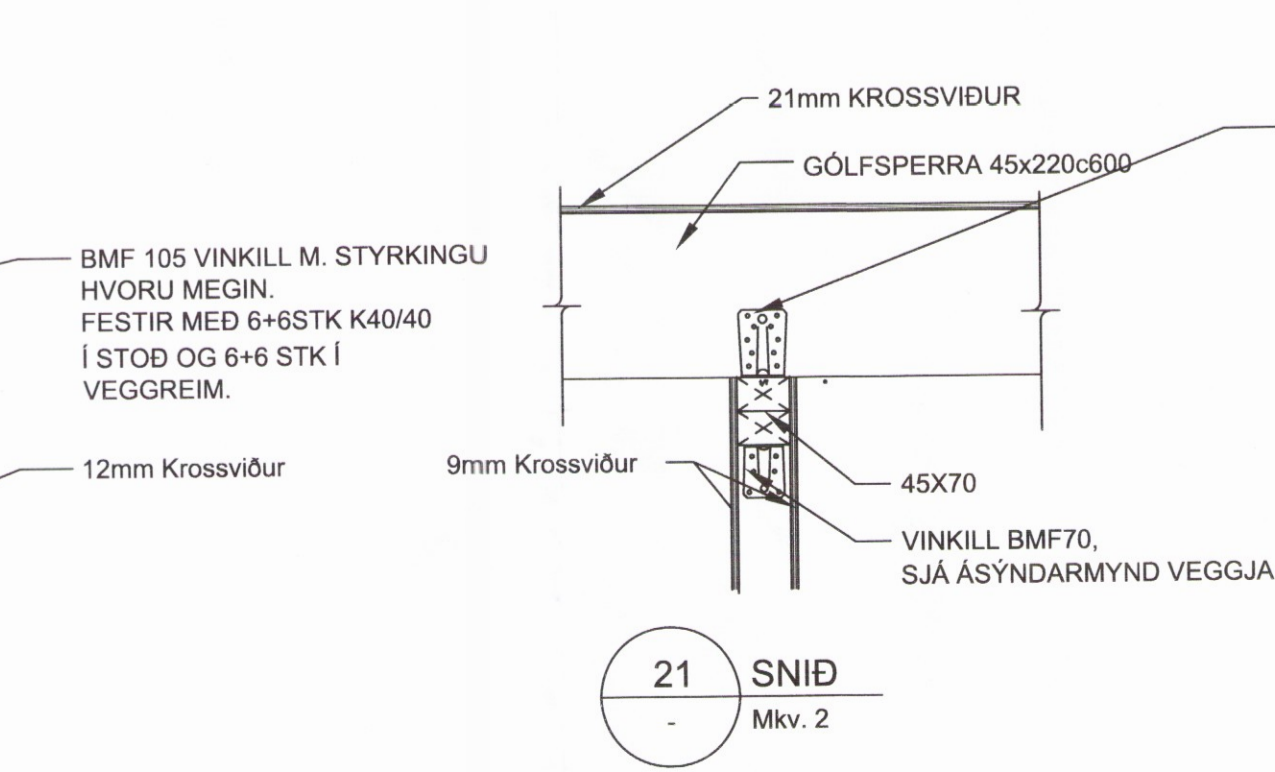 21mm KROSSVIÐUR
GÓLFSPERRA 45x220c600
BMF 105 VINKILL M. STYRKINGU
HVORU MEGIN.
FESTIR MEÐ 6+6STK K40/40
Í STOÐ OG 6+6 STK Í
VEGGREIM.
12mm Krossviður
9mm Krossviður
45X70
VINKILL BMF70,
SJÁ ÁSÝNDARMYND VEGGJA
21 SNIÐ
- Mkv. 2